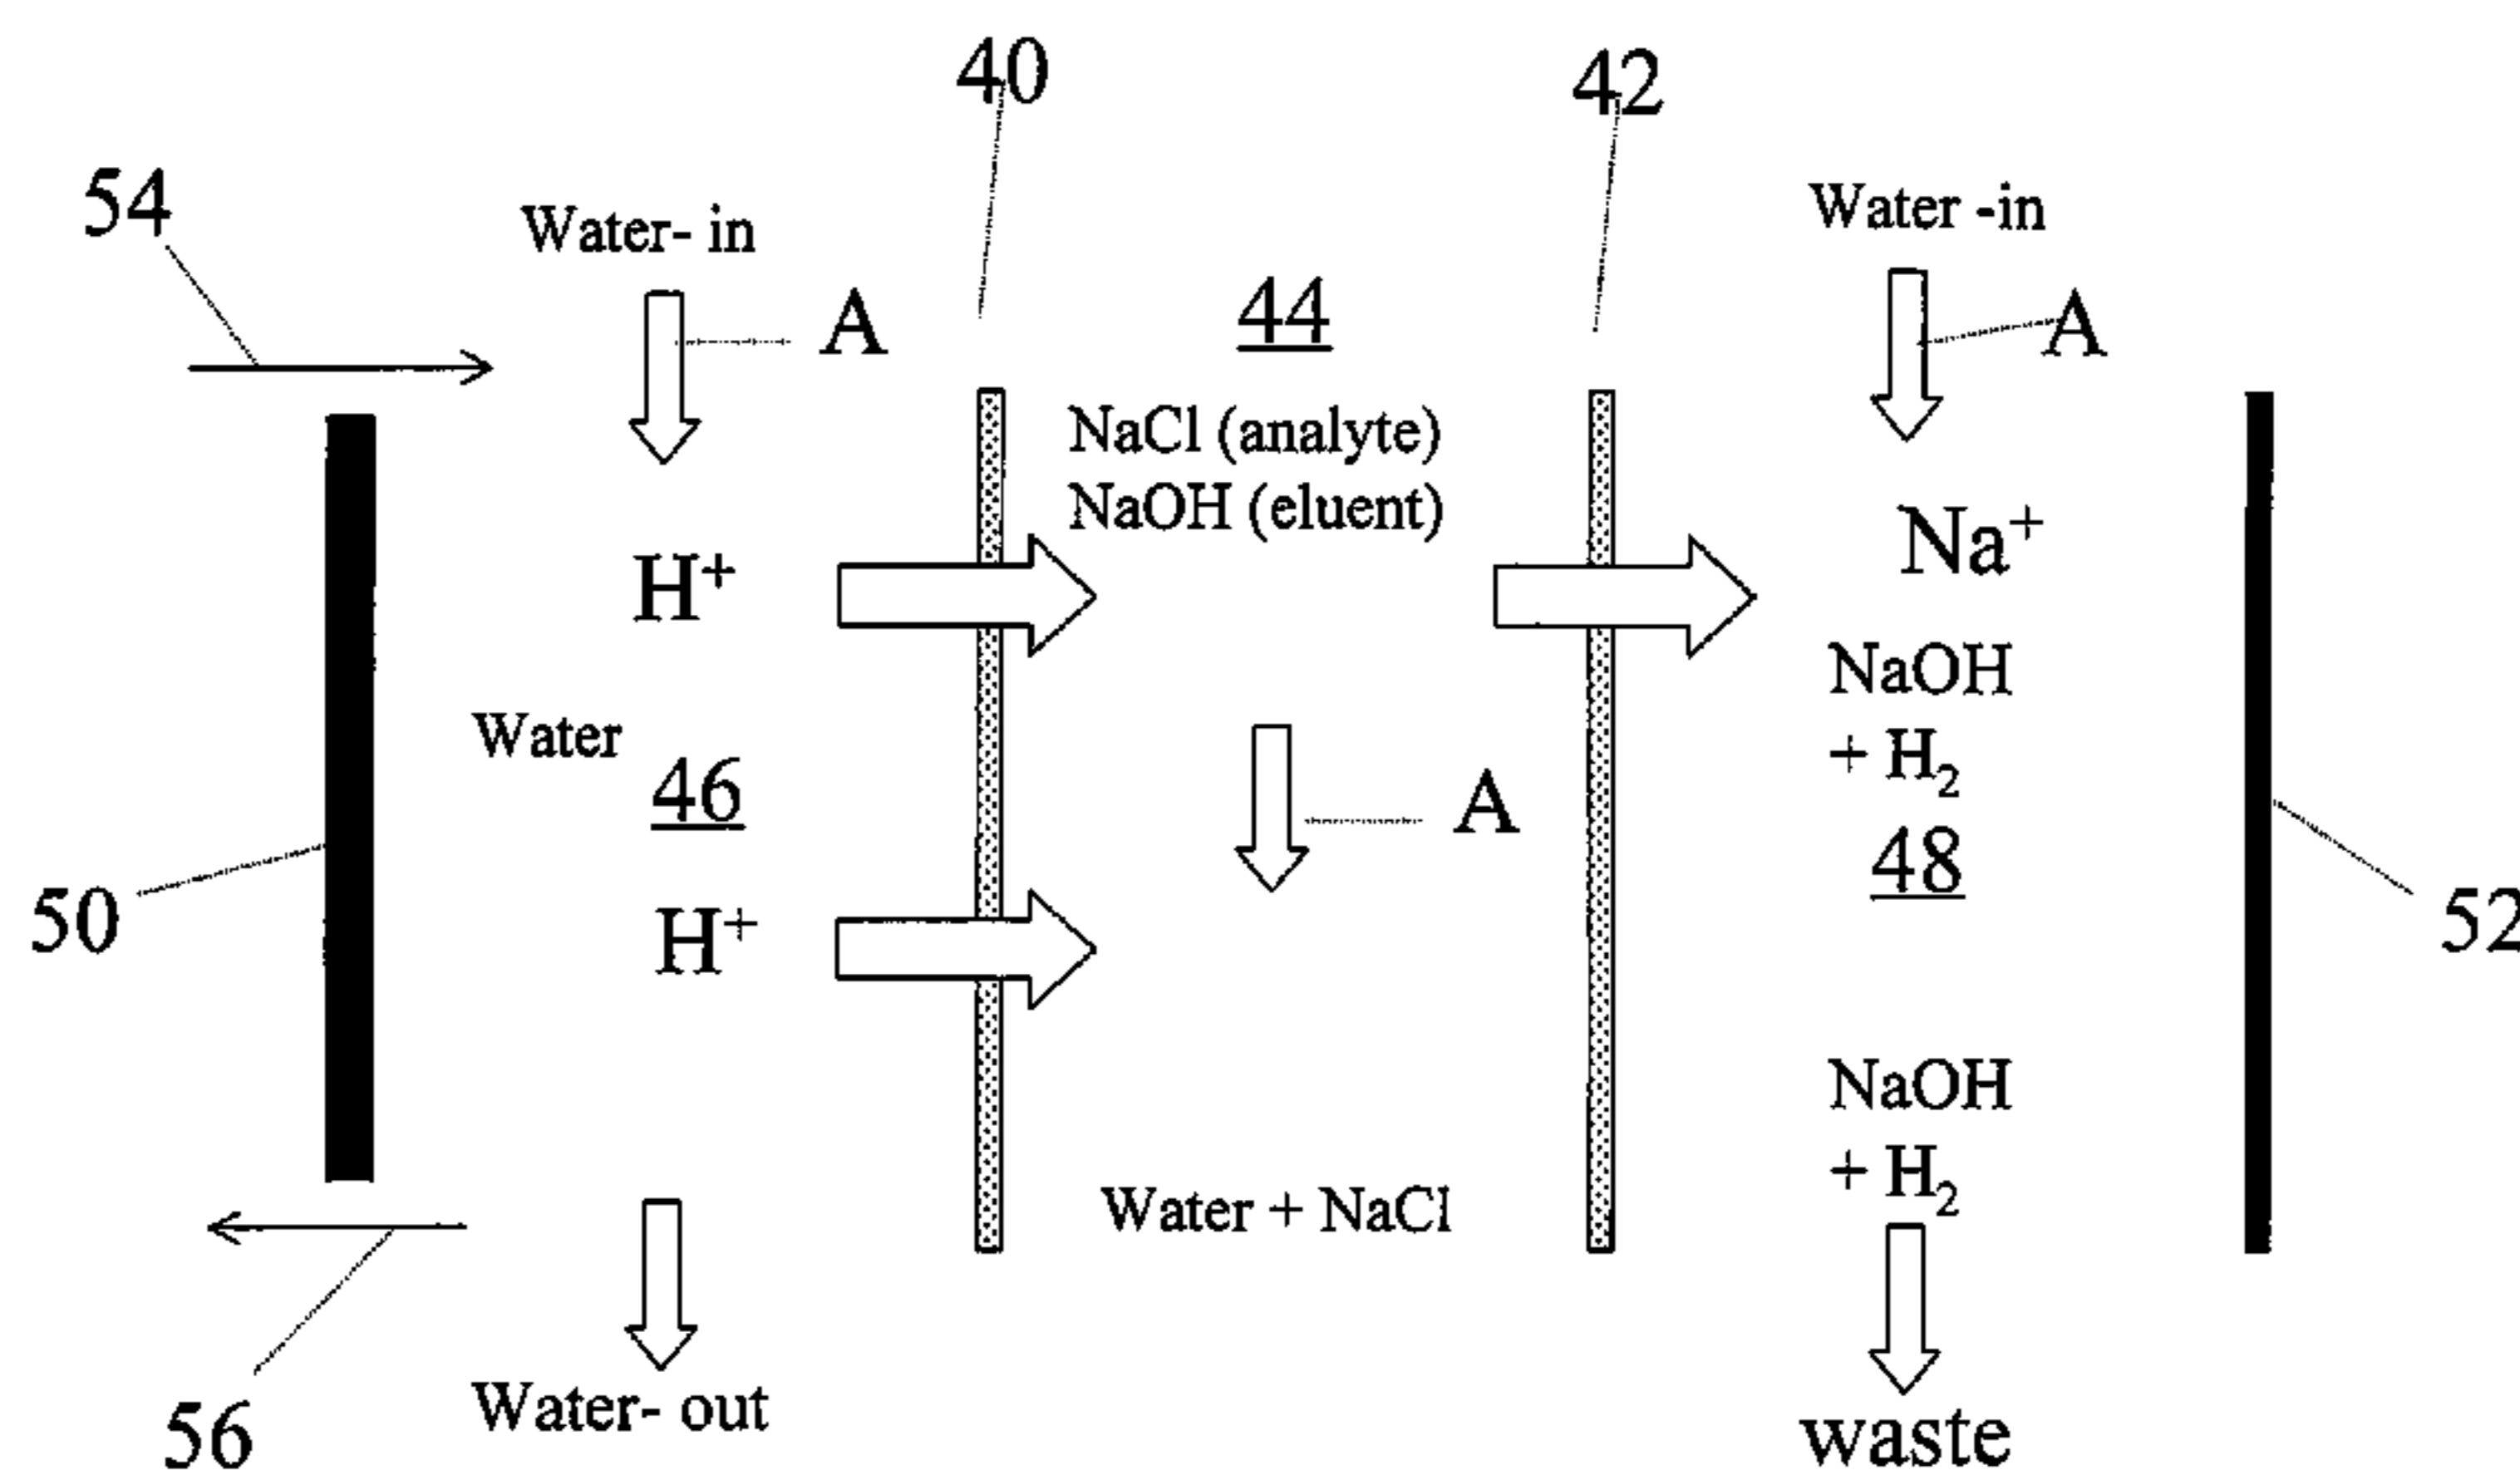 40
42
54
Water- in
Water -in
A
44
A
NaCl (analyte)
NaOH (eluent)
H+
Na+
NaOH
+ H2
Water
46
A
48
50
H+
52
NaOH
+ H2
Water + NaCl
56
Water- out
waste